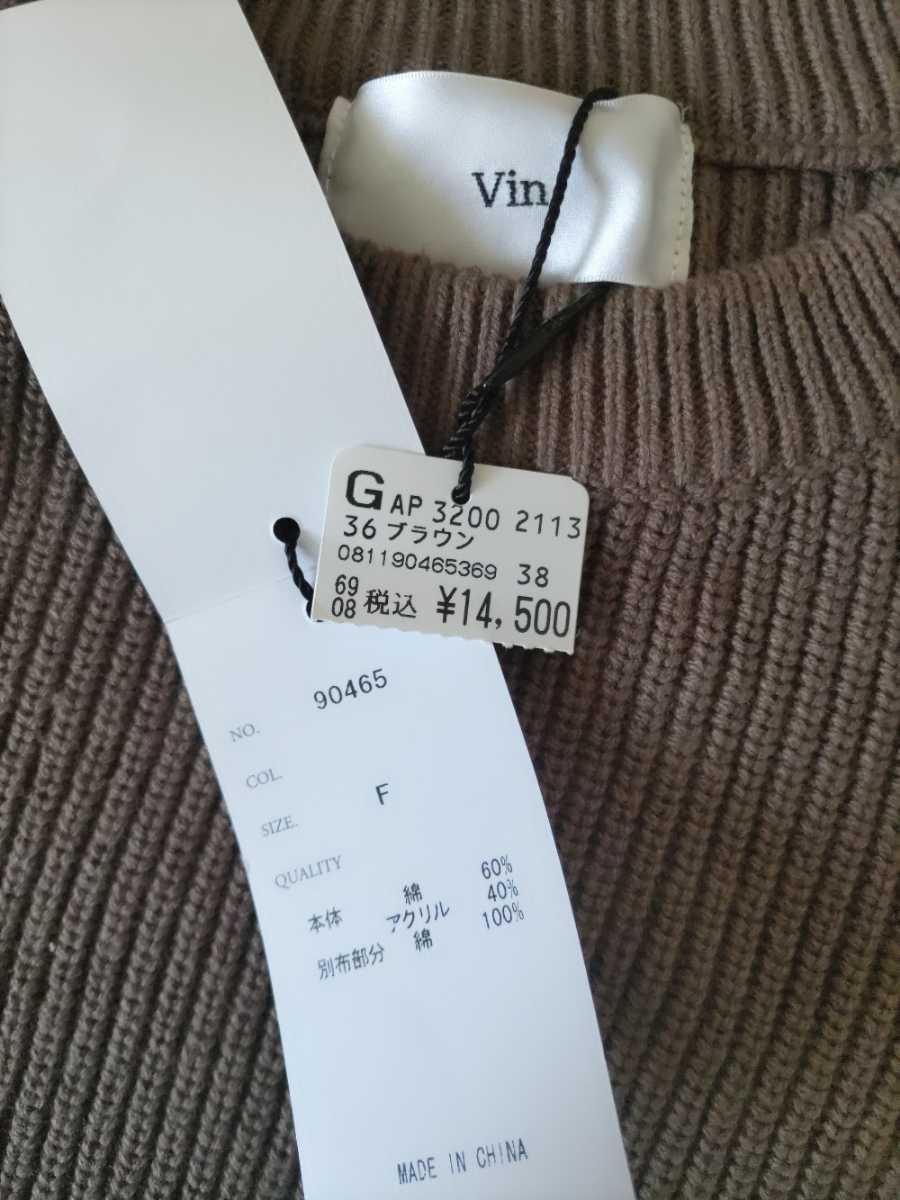 Vin
GAP 3200 2113
36 ブラウン
081190465369 38
69
08 税込 ¥14,500
NO. 90465
COL.
SIZE. F
QUALITY
本体 綿 60%
アクリル 40%
別布部分 綿 100%
MADE IN CHINA